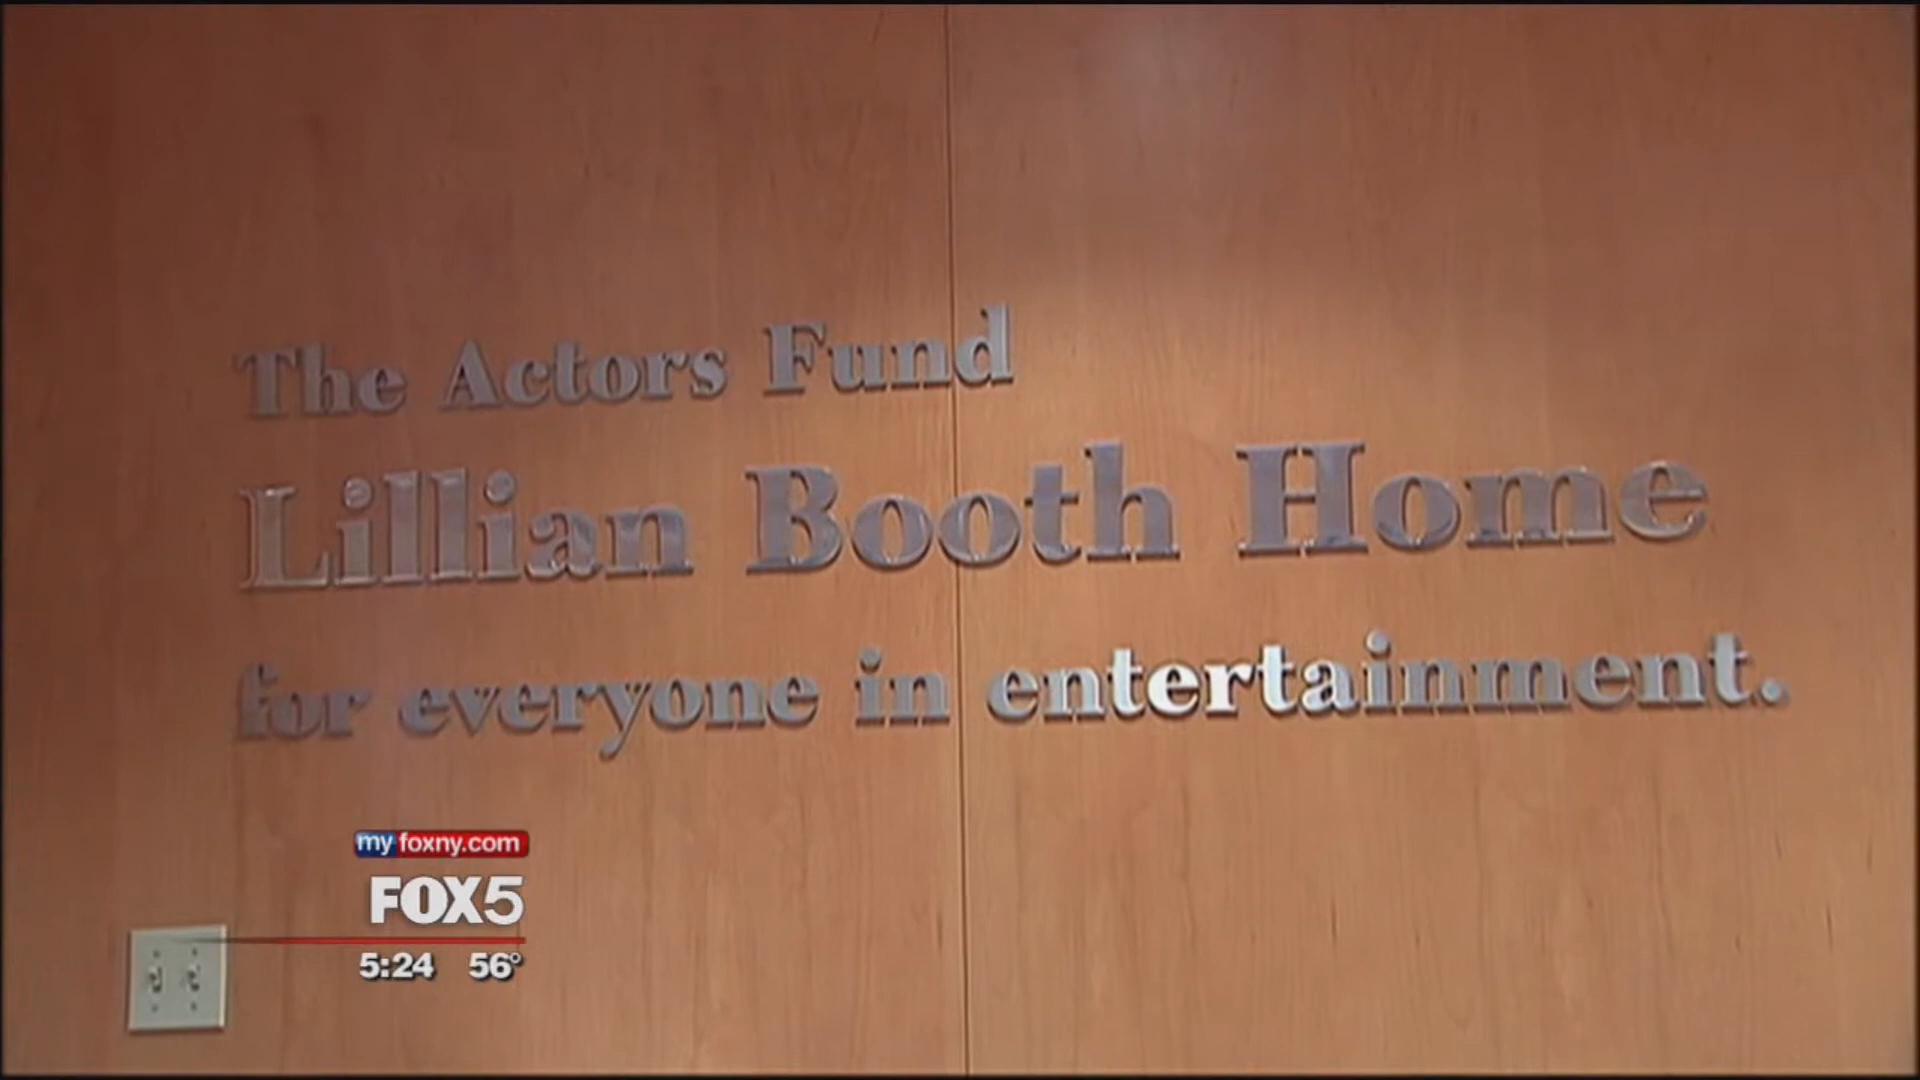 The Actors Fund
Lillian Booth Home
for everyone in entertainment.
myfoxny.com
FOX5
5:24 56°